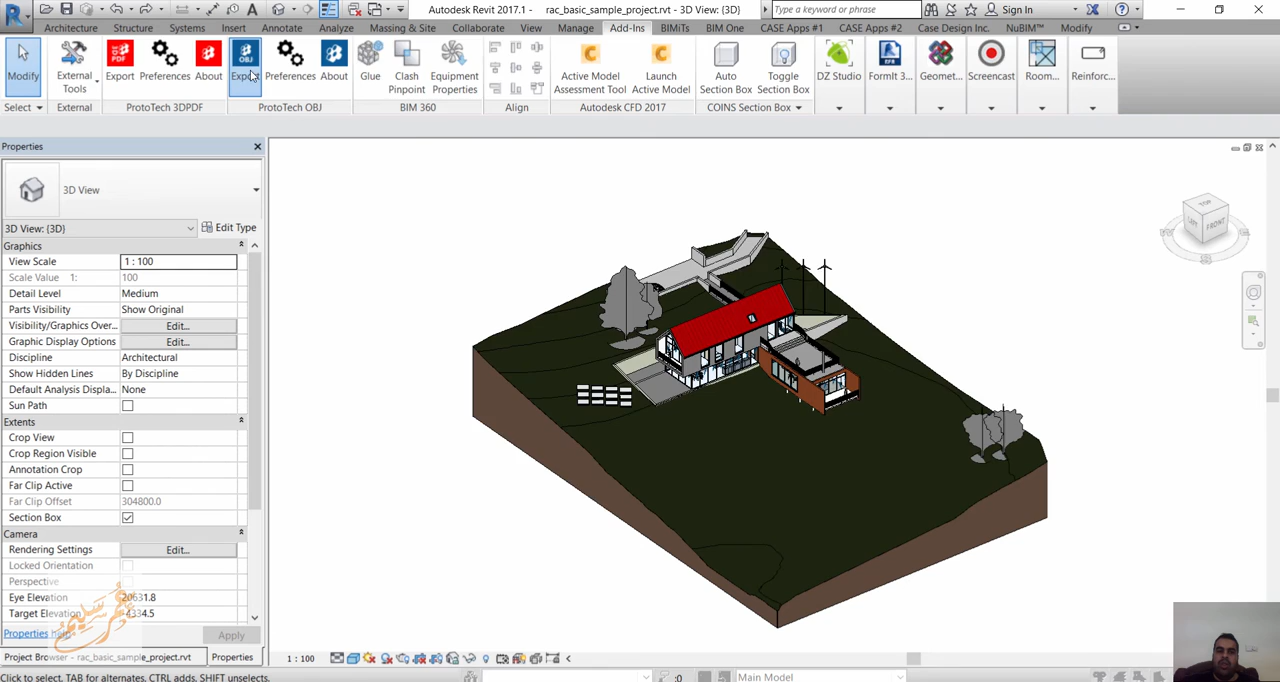 Autodesk Revit 2017.1 - rac_basic_sample_project.rvt - 3D View: {3D}
Type a keyword or phrase
Sign In
Architecture Structure Systems Insert Annotate Analyze Massing & Site Collaborate View Manage Add-Ins BIMiTs BIM One CASE Apps #1 CASE Apps #2 Case Design Inc. NuBIM™ Modify
Modify
External Tools
Export Preferences About
Export Preferences About
Glue
Clash Pinpoint
Equipment Properties
Active Model Assessment Tool
Launch Active Model
Auto Section Box
Toggle Section Box
DZ Studio
FormIt 3...
Geomet...
Screencast
Room...
Reinforc...
Select
External
ProtoTech 3DPDF
ProtoTech OBJ
BIM 360
Align
Autodesk CFD 2017
COINS Section Box
Properties
3D View
3D View: {3D}
Edit Type
Graphics
View Scale 1 : 100
Scale Value 1: 100
Detail Level Medium
Parts Visibility Show Original
Visibility/Graphics Over... Edit...
Graphic Display Options Edit...
Discipline Architectural
Show Hidden Lines By Discipline
Default Analysis Displa... None
Sun Path
Extents
Crop View
Crop Region Visible
Annotation Crop
Far Clip Active
Far Clip Offset 304800.0
Section Box
Camera
Rendering Settings Edit...
Locked Orientation
Perspective
Eye Elevation 20631.8
Target Elevation -4334.5
Properties help
Apply
Project Browser - rac_basic_sample_project.rvt
Properties
1 : 100
Click to select, TAB for alternates, CTRL adds, SHIFT unselects.
:0
Main Model
TOP
FRONT
عمر سليم